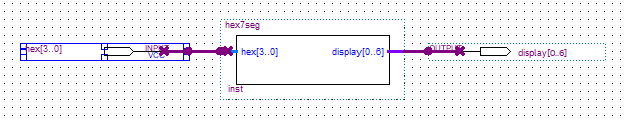 hex7seg
hex[3..0]
INPUT
VCC
hex[3..0]
display[0..6]
OUTPUT
display[0..6]
inst